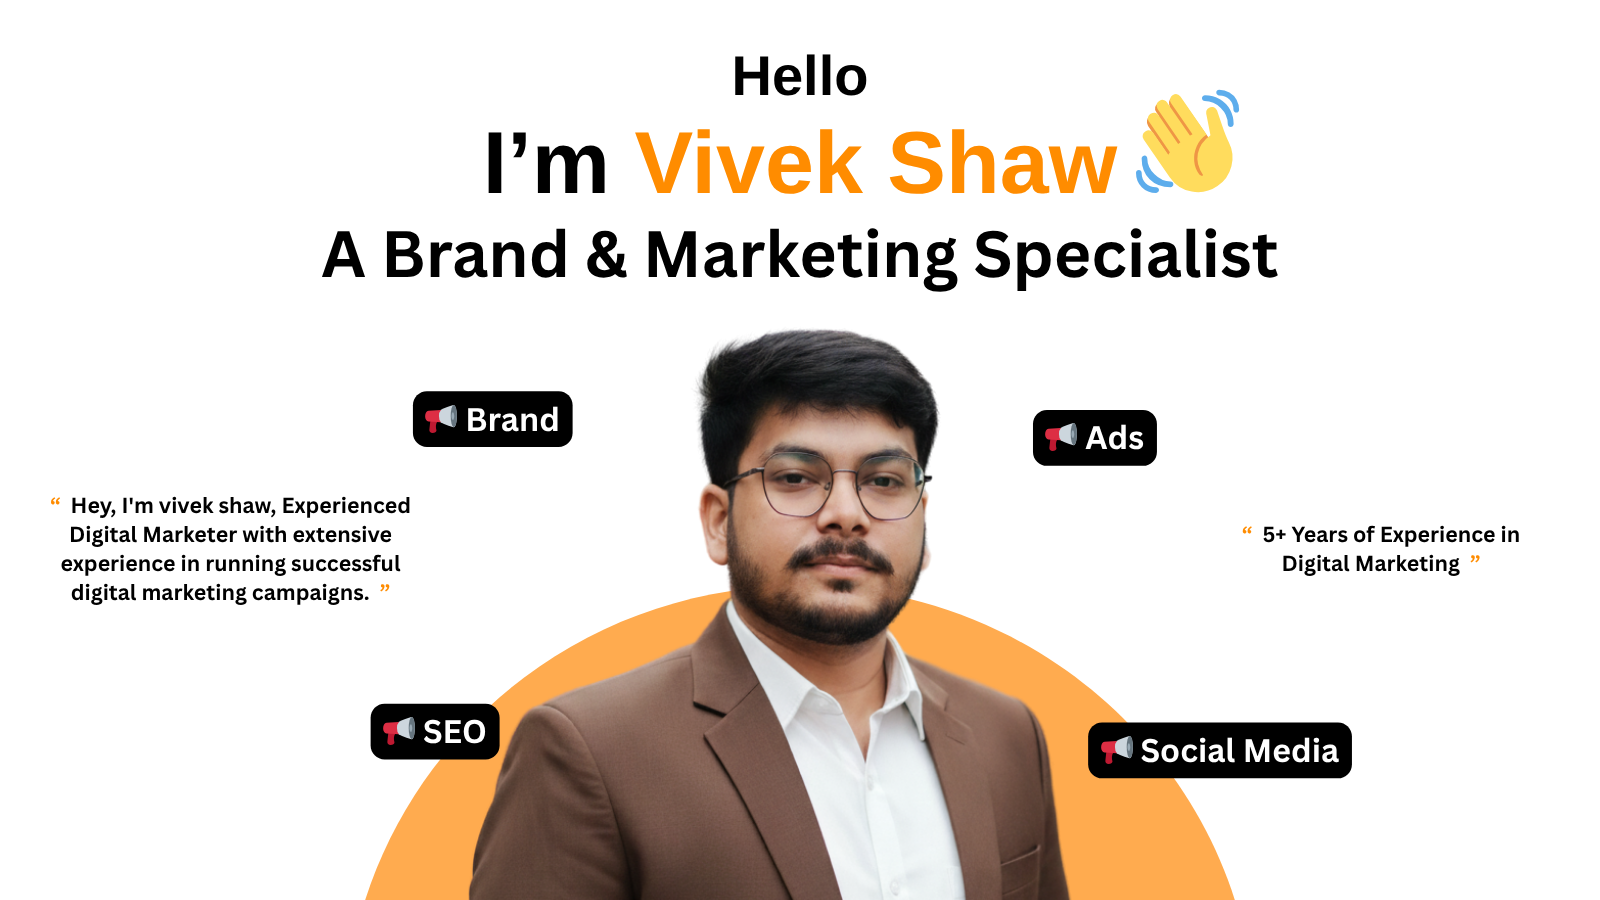 Hello
I’m Vivek Shaw
A Brand & Marketing Specialist
Brand
Ads
“ Hey, I'm vivek shaw, Experienced
Digital Marketer with extensive
experience in running successful
digital marketing campaigns. ”
“ 5+ Years of Experience in
Digital Marketing ”
SEO
Social Media